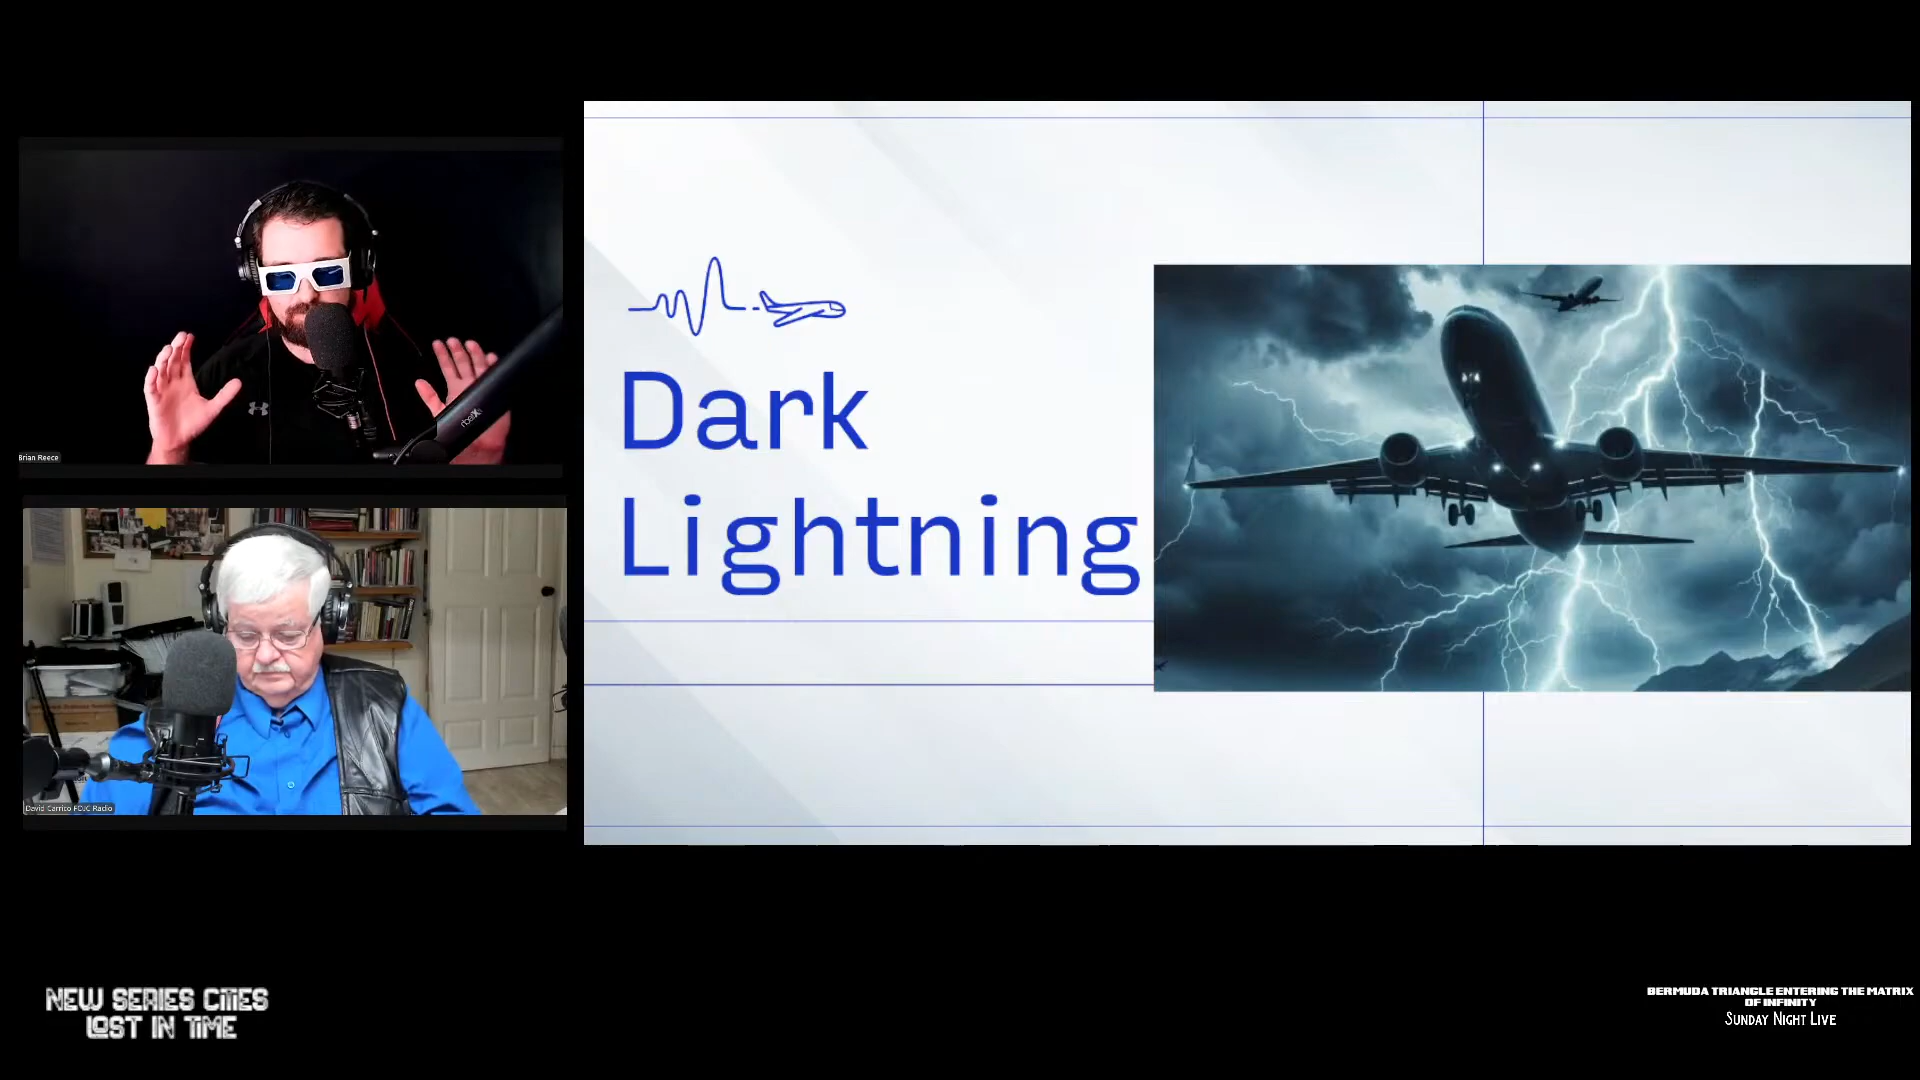 Brian Reece
David Carrico FOJC Radio
Dark
Lightning
NEW SERIES CITIES
LOST IN TIME
BERMUDA TRIANGLE ENTERING THE MATRIX
OF INFINITY
SUNDAY NIGHT LIVE